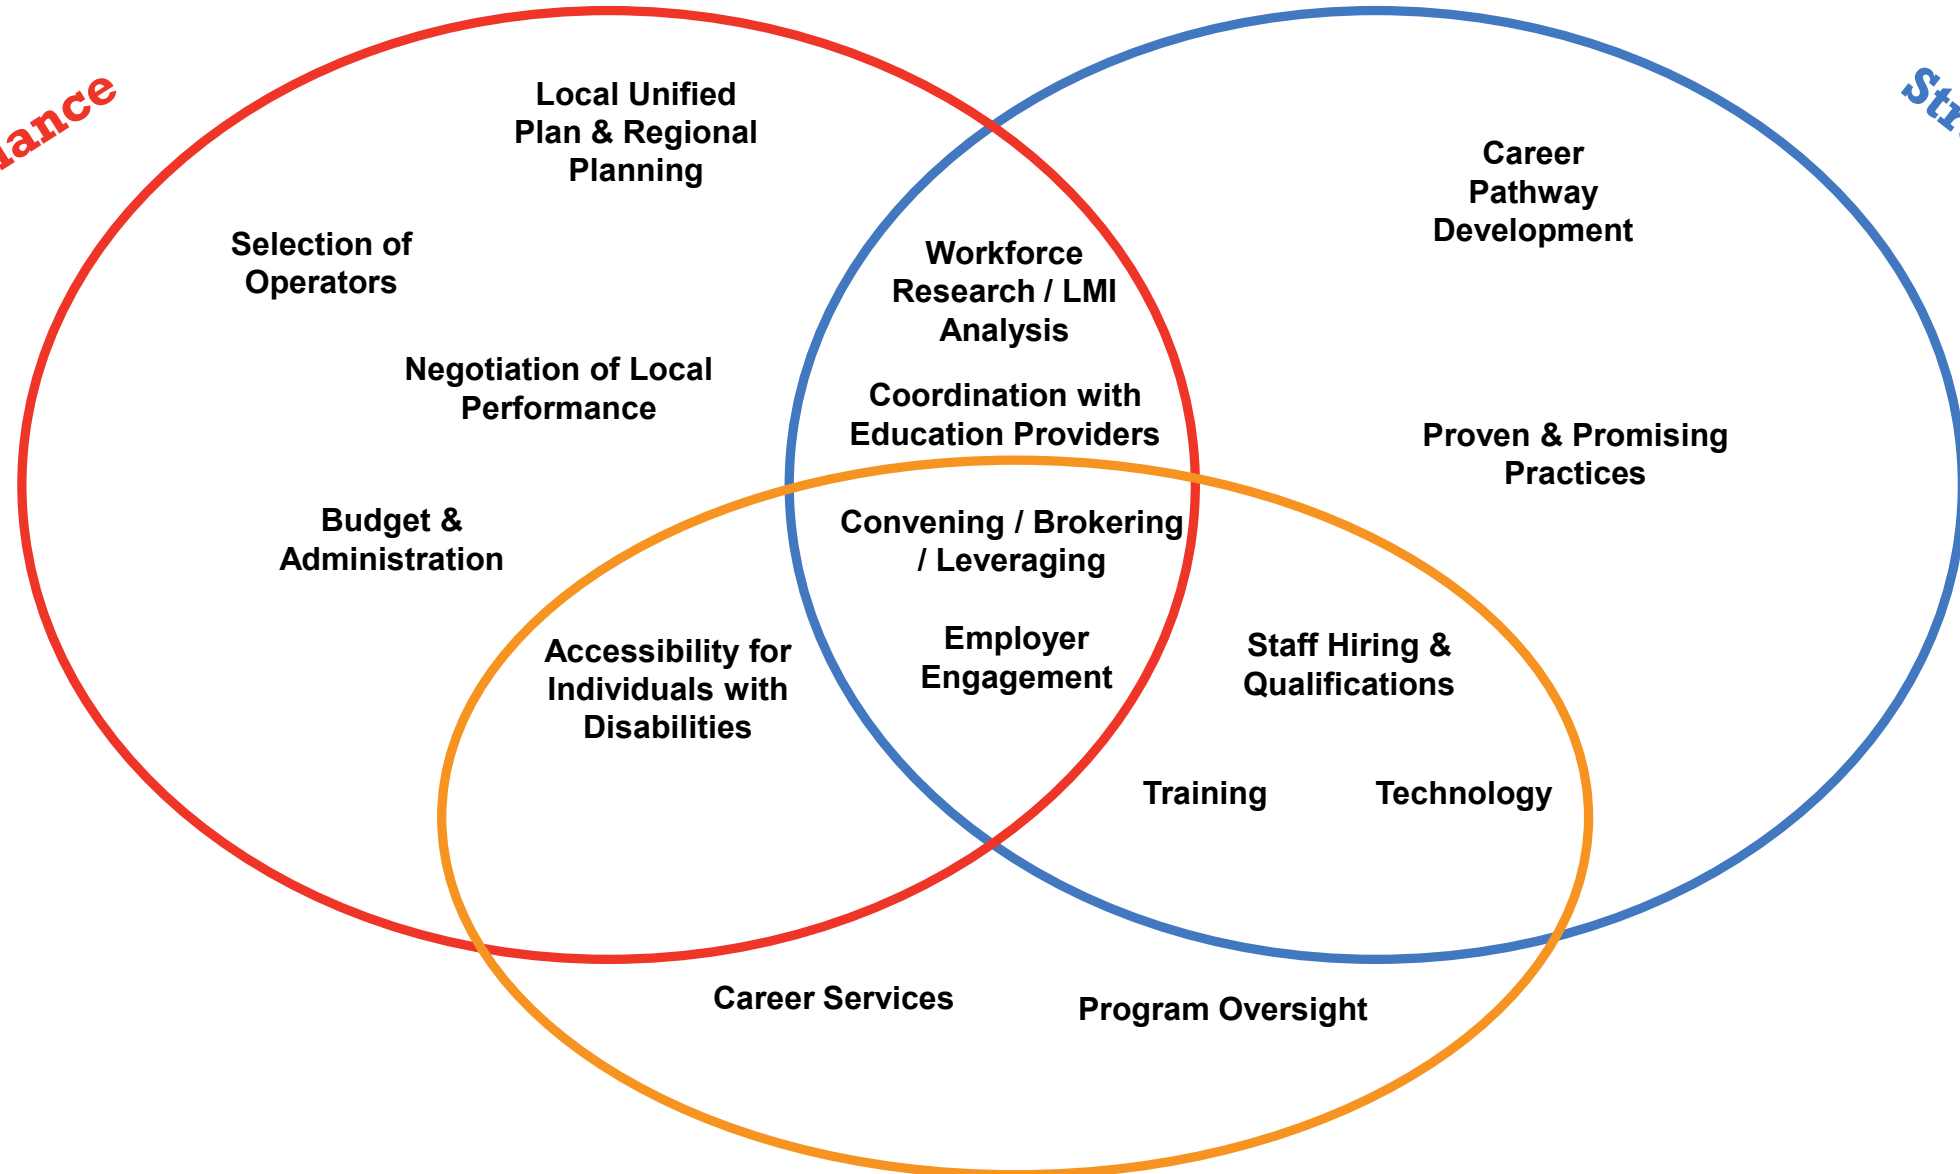 Local Unified
Plan & Regional
Planning
Career
Pathway
Development
Selection of
Operators
Workforce
Research / LMI
Analysis
Negotiation of Local
Performance
Coordination with
Education Providers
Proven & Promising
Practices
Budget &
Administration
Convening / Brokering
/ Leveraging
Accessibility for
Individuals with
Disabilities
Employer
Engagement
Staff Hiring &
Qualifications
Training
Technology
Career Services
Program Oversight